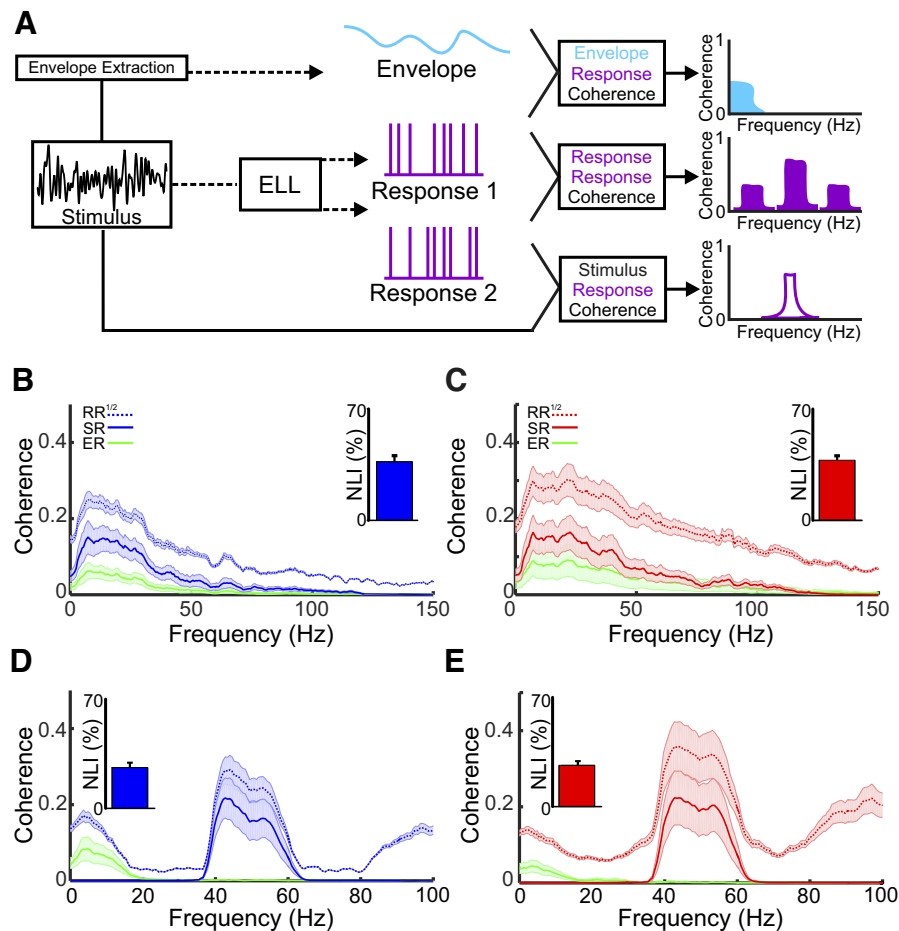 A
Envelope Extraction
Envelope
Envelope
Response
Coherence
Coherence
1
0
Frequency (Hz)
Stimulus
ELL
Response 1
Response
Response
Coherence
Coherence
1
0
Frequency (Hz)
Response 2
Stimulus
Response
Coherence
Coherence
1
0
Frequency (Hz)
B
RR1/2
SR
ER
Coherence
0.4
0.2
0
0 50 100 150
Frequency (Hz)
NLI (%)
70
0
C
RR1/2
SR
ER
Coherence
0.4
0.2
0
0 50 100 150
Frequency (Hz)
NLI (%)
70
0
D
Coherence
0.4
0.2
0
0 20 40 60 80 100
Frequency (Hz)
NLI (%)
70
0
E
Coherence
0.4
0.2
0
0 20 40 60 80 100
Frequency (Hz)
NLI (%)
70
0